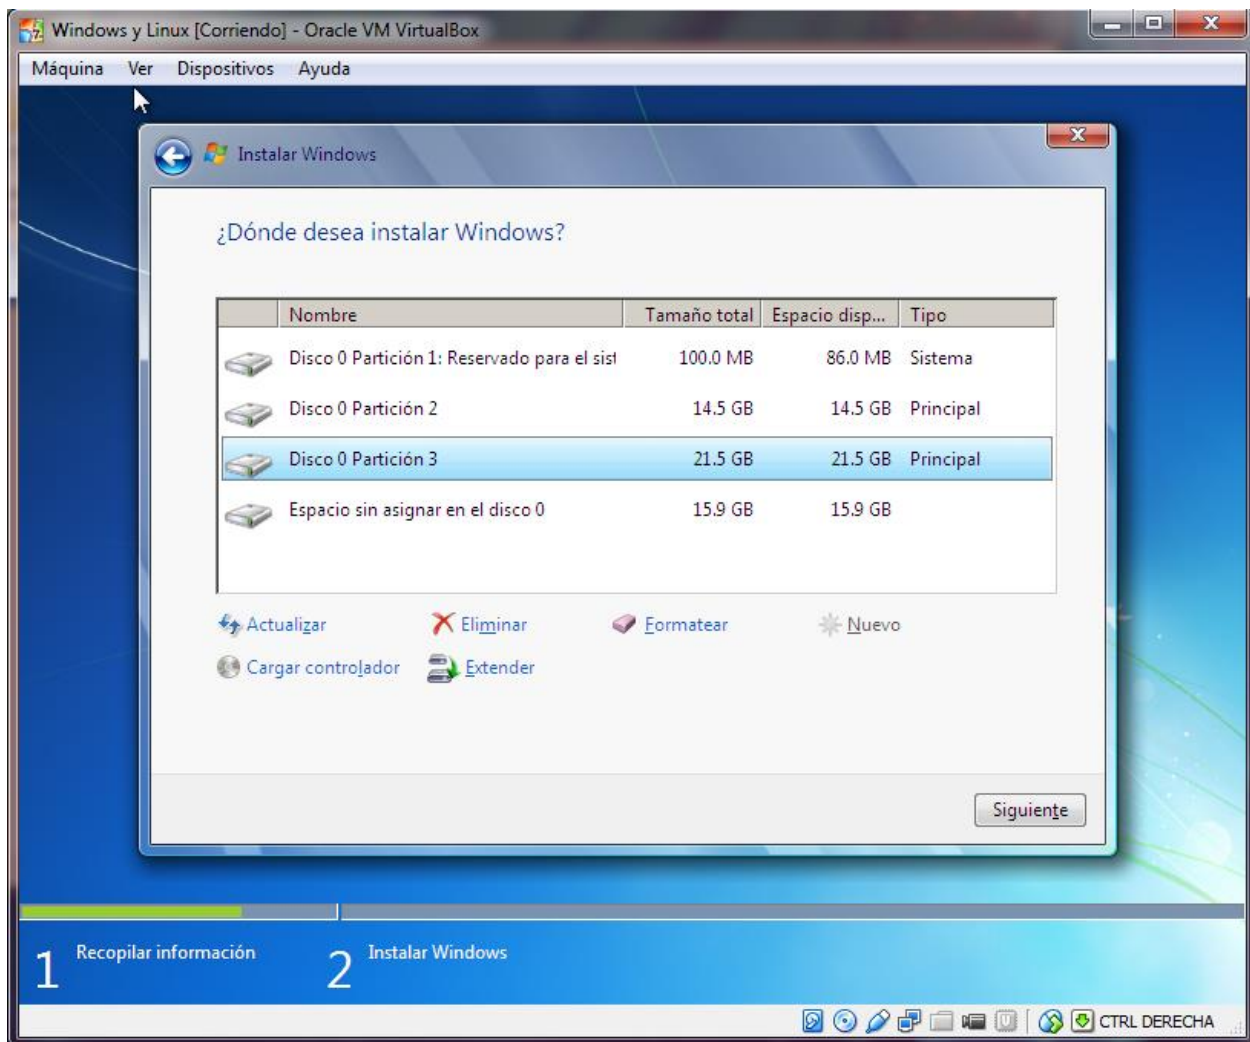 Windows y Linux [Corriendo] - Oracle VM VirtualBox
Máquina Ver Dispositivos Ayuda
Instalar Windows
¿Dónde desea instalar Windows?
Nombre Tamaño total Espacio disp... Tipo
Disco 0 Partición 1: Reservado para el sist 100.0 MB 86.0 MB Sistema
Disco 0 Partición 2 14.5 GB 14.5 GB Principal
Disco 0 Partición 3 21.5 GB 21.5 GB Principal
Espacio sin asignar en el disco 0 15.9 GB 15.9 GB
Actualizar Eliminar Formatear Nuevo
Cargar controlador Extender
Siguiente
1 Recopilar información 2 Instalar Windows
CTRL DERECHA